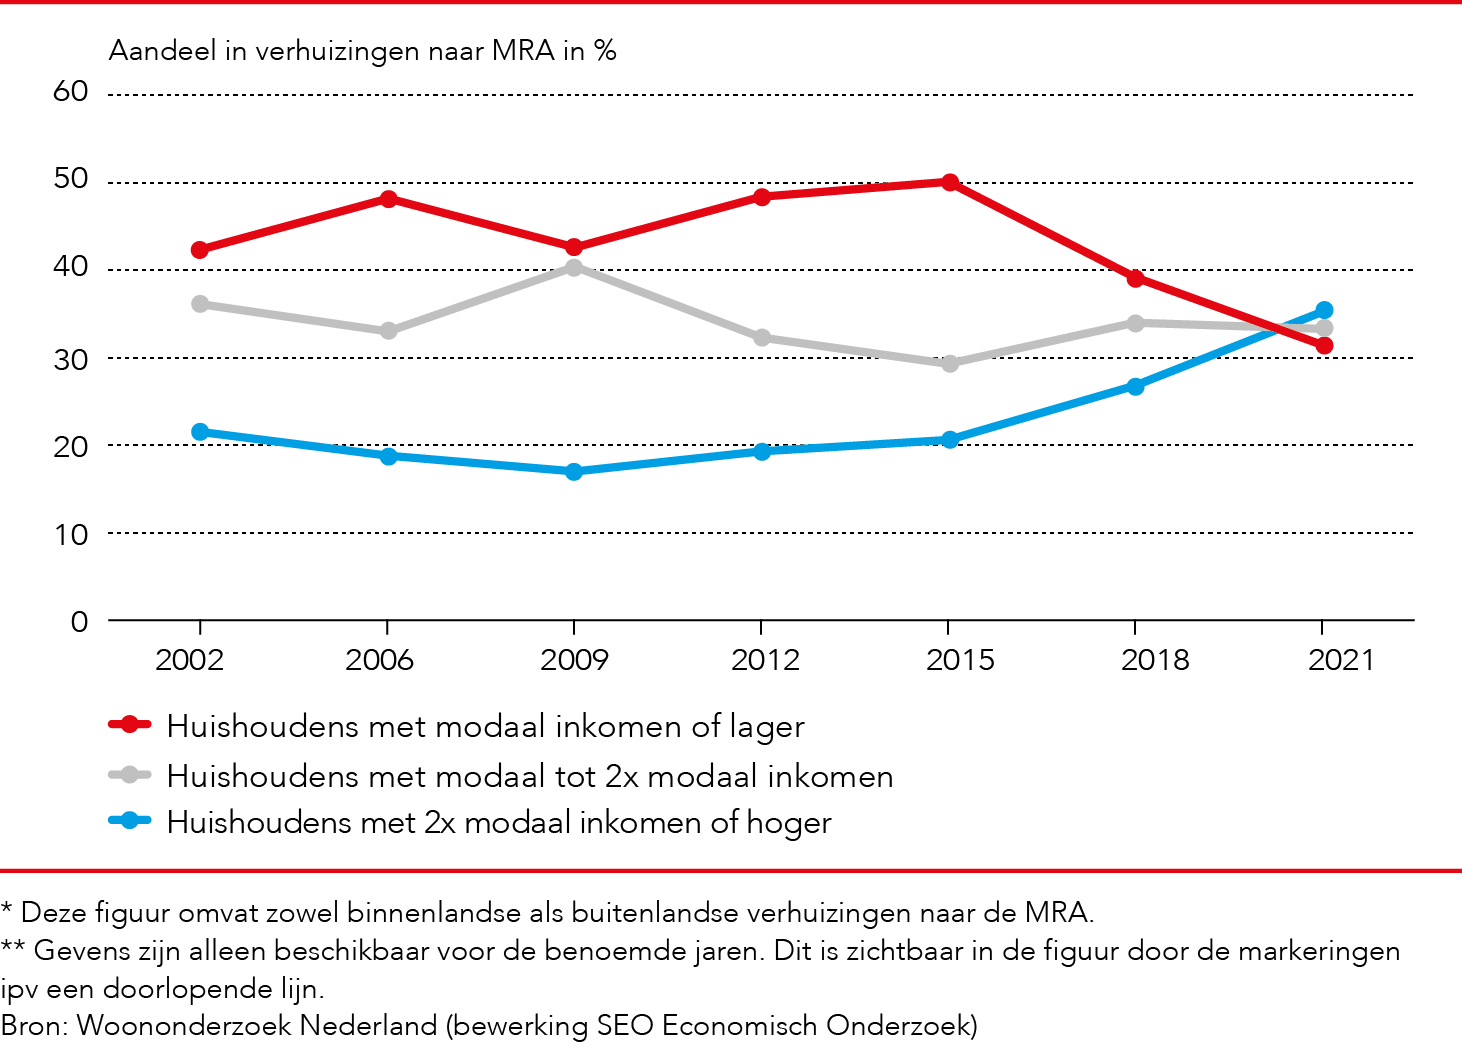 Aandeel in verhuizingen naar MRA in %
60
50
40
30
20
10
0
2002 2006 2009 2012 2015 2018 2021
Huishoudens met modaal inkomen of lager
Huishoudens met modaal tot 2x modaal inkomen
Huishoudens met 2x modaal inkomen of hoger
* Deze figuur omvat zowel binnenlandse als buitenlandse verhuizingen naar de MRA.
** Gevens zijn alleen beschikbaar voor de benoemde jaren. Dit is zichtbaar in de figuur door de markeringen
ipv een doorlopende lijn.
Bron: Woononderzoek Nederland (bewerking SEO Economisch Onderzoek)